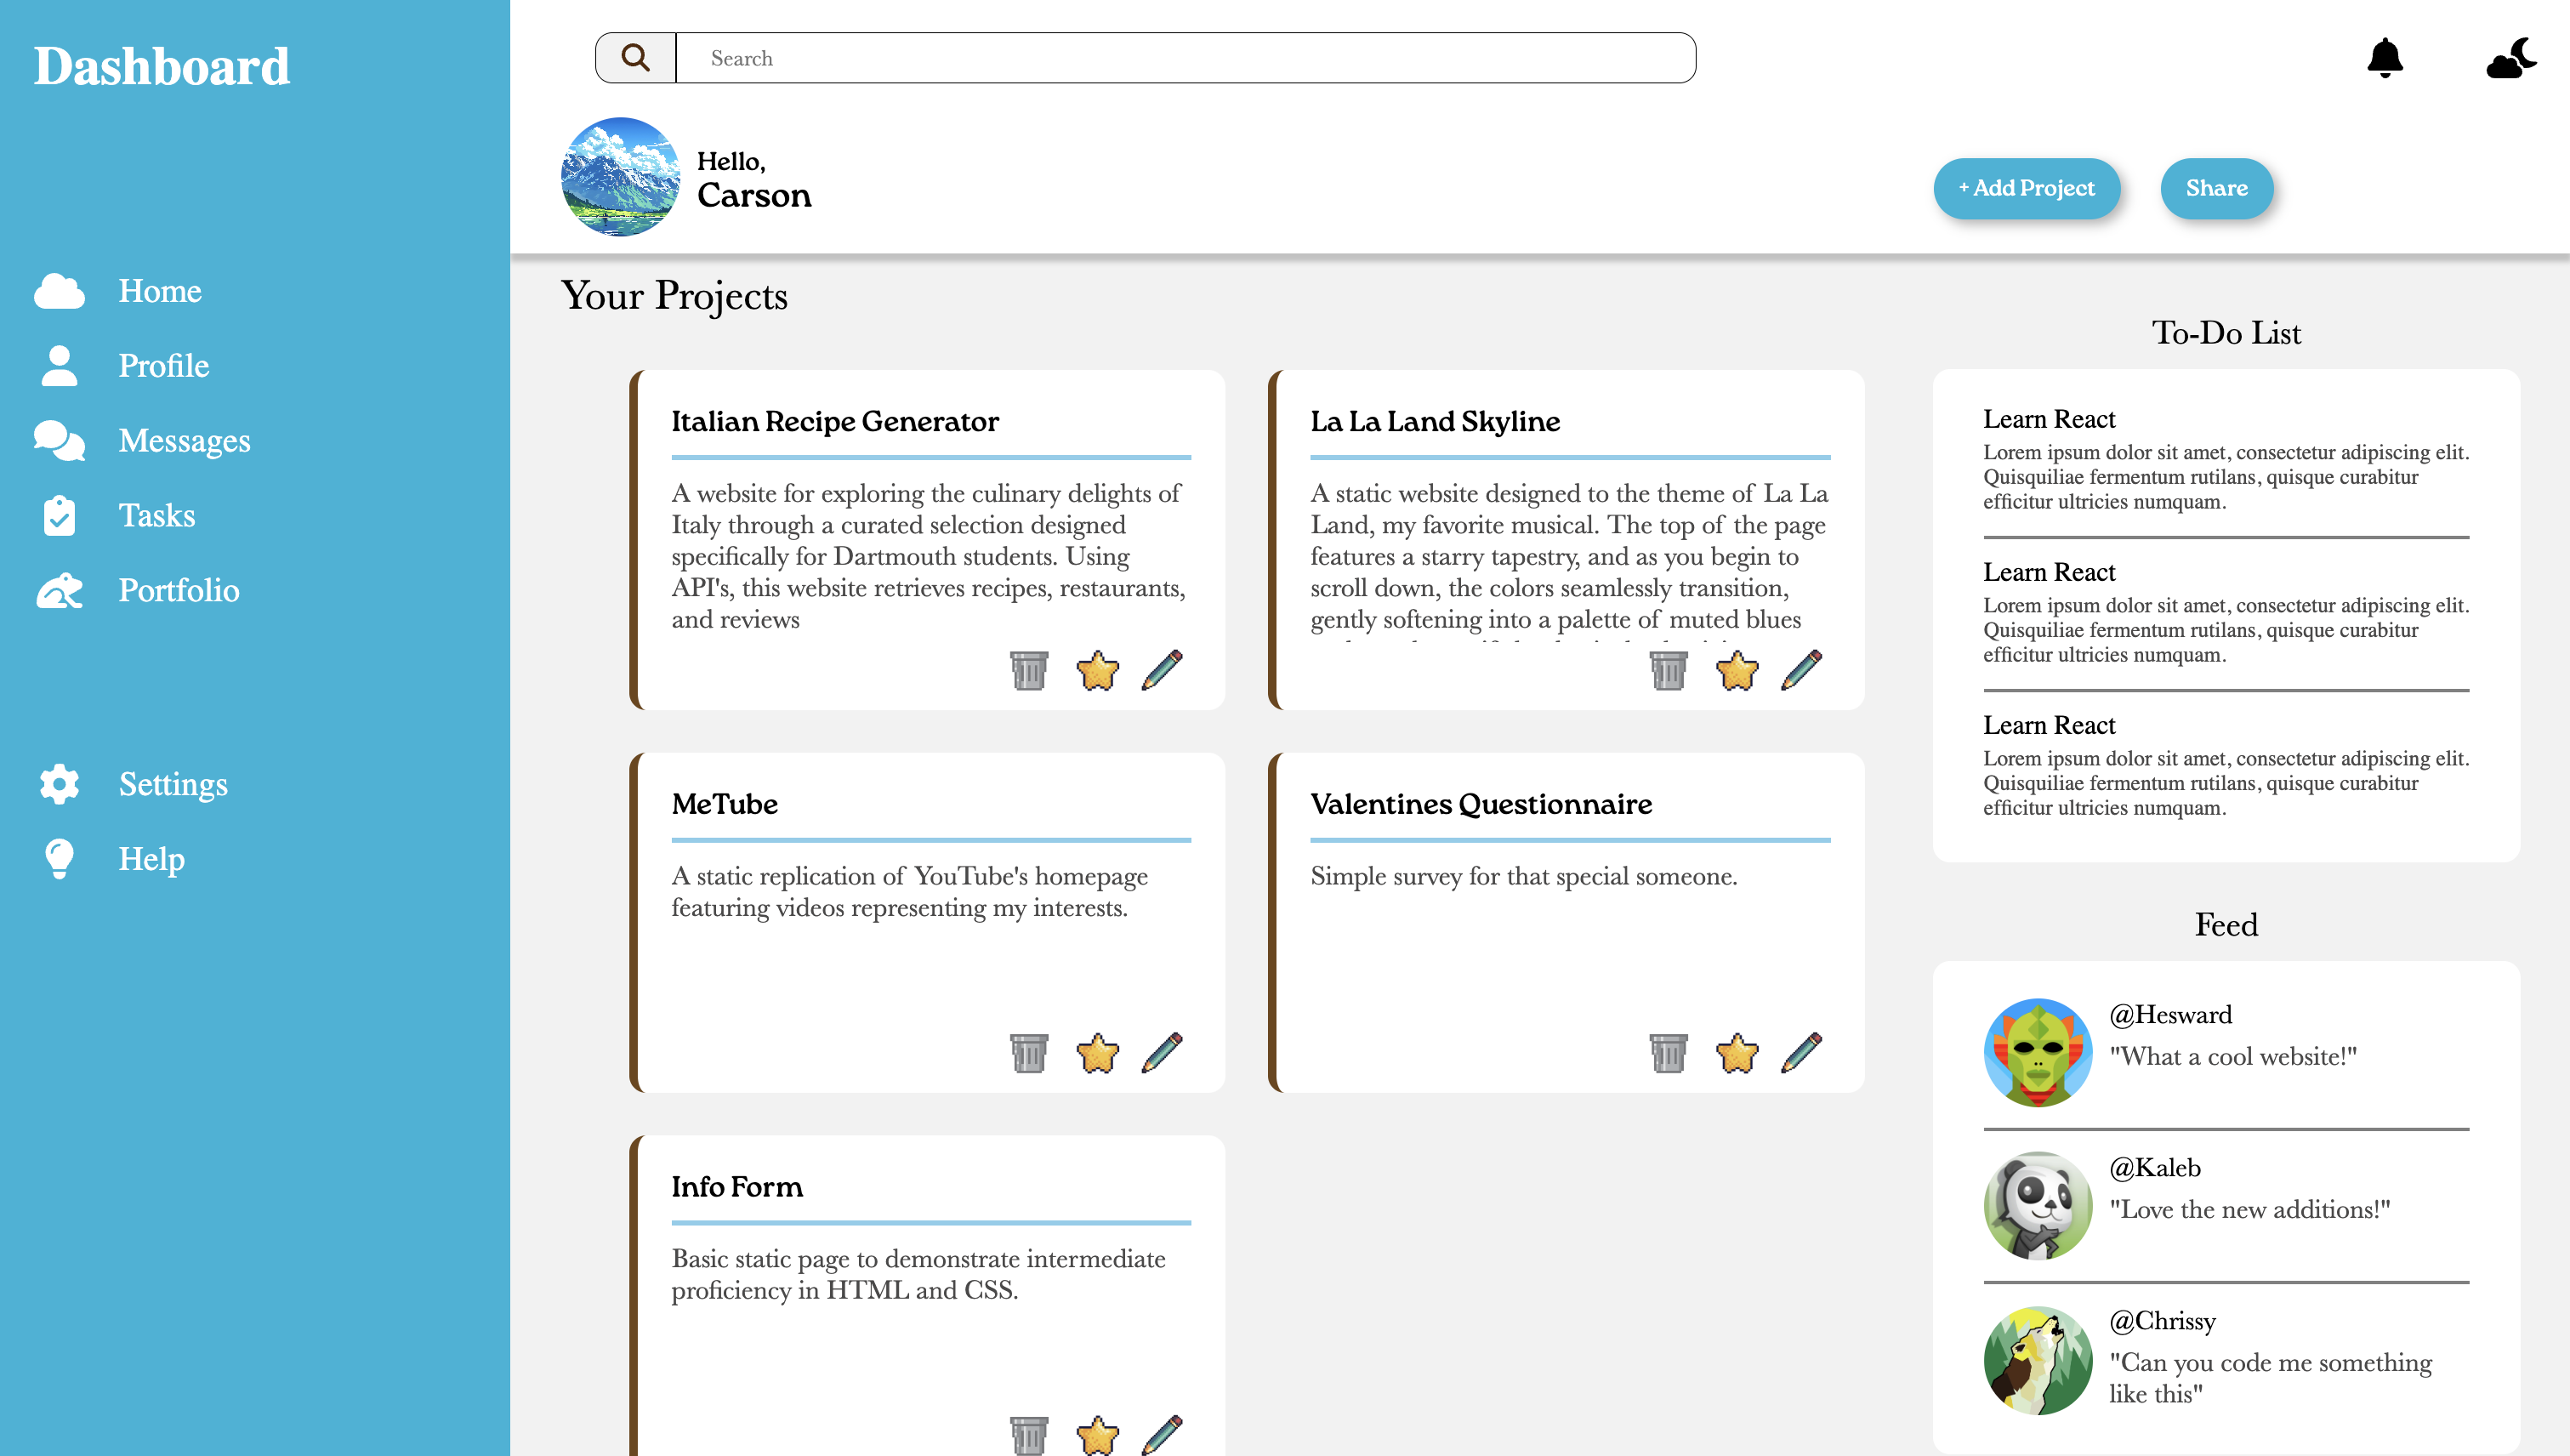 Dashboard
Home
Profile
Messages
Tasks
Portfolio
Settings
Help
Search
Hello,
Carson
+ Add Project
Share
Your Projects
Italian Recipe Generator
A website for exploring the culinary delights of
Italy through a curated selection designed
specifically for Dartmouth students. Using
API's, this website retrieves recipes, restaurants,
and reviews
La La Land Skyline
A static website designed to the theme of La La
Land, my favorite musical. The top of the page
features a starry tapestry, and as you begin to
scroll down, the colors seamlessly transition,
gently softening into a palette of muted blues
MeTube
A static replication of YouTube's homepage
featuring videos representing my interests.
Valentines Questionnaire
Simple survey for that special someone.
Info Form
Basic static page to demonstrate intermediate
proficiency in HTML and CSS.
To-Do List
Learn React
Lorem ipsum dolor sit amet, consectetur adipiscing elit.
Quisquiliae fermentum rutilans, quisque curabitur
efficitur ultricies numquam.
Learn React
Lorem ipsum dolor sit amet, consectetur adipiscing elit.
Quisquiliae fermentum rutilans, quisque curabitur
efficitur ultricies numquam.
Learn React
Lorem ipsum dolor sit amet, consectetur adipiscing elit.
Quisquiliae fermentum rutilans, quisque curabitur
efficitur ultricies numquam.
Feed
@Hesward
"What a cool website!"
@Kaleb
"Love the new additions!"
@Chrissy
"Can you code me something
like this"